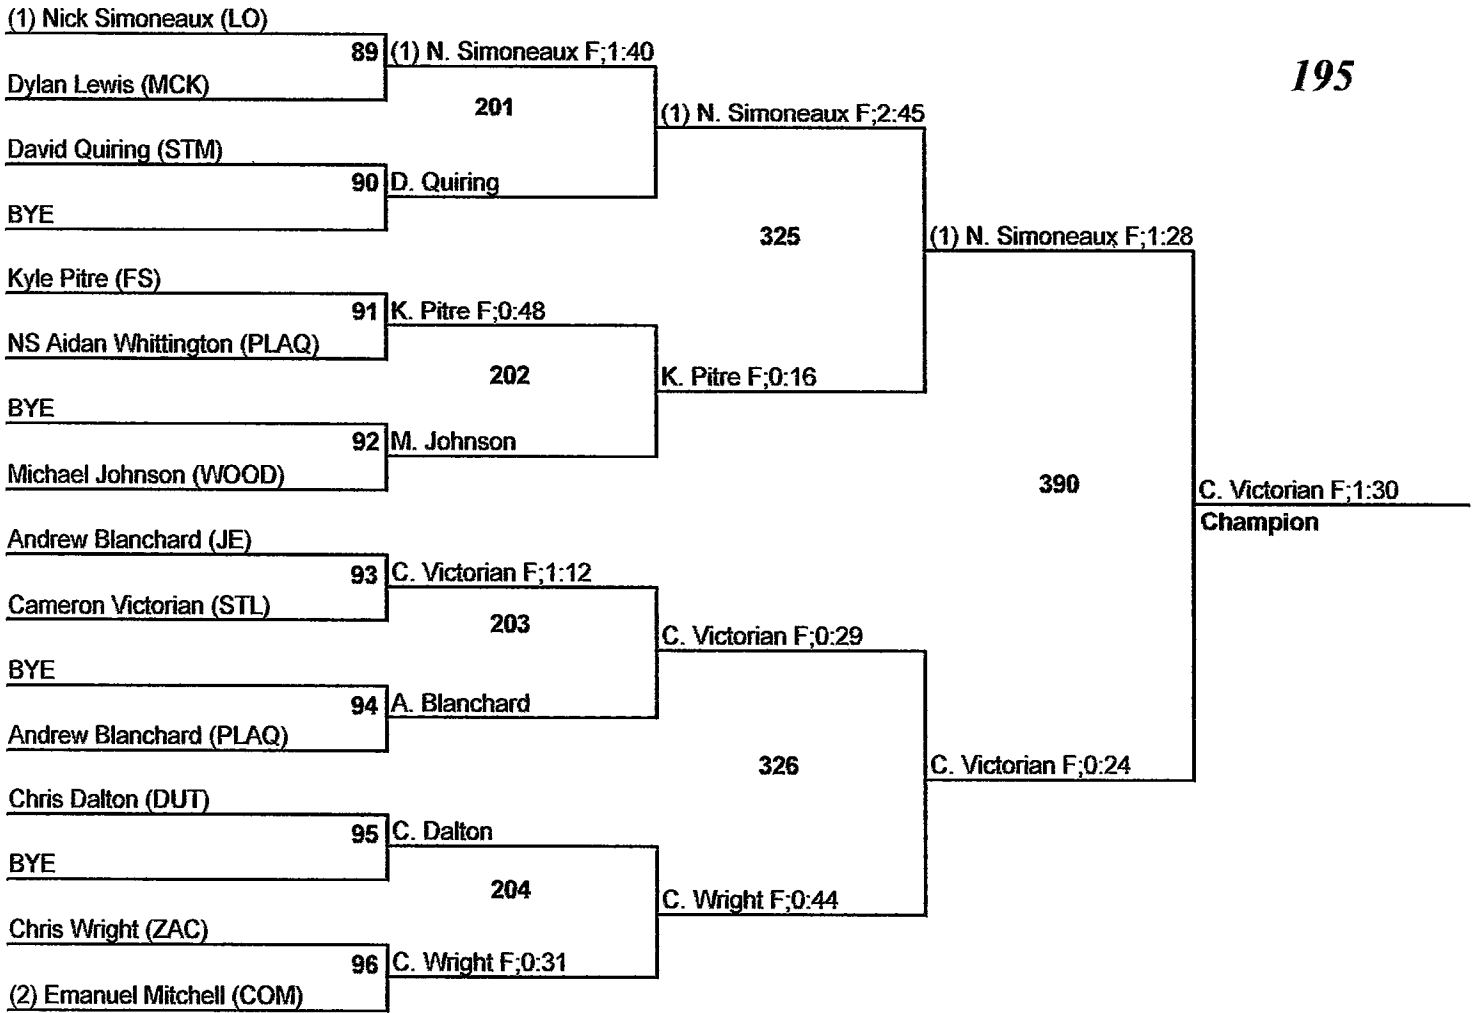 (1) Nick Simoneaux (LO)
89
(1) N. Simoneaux F;1:40
195
Dylan Lewis (MCK)
201
(1) N. Simoneaux F;2:45
David Quiring (STM)
90
D. Quiring
BYE
325
(1) N. Simoneaux F;1:28
Kyle Pitre (FS)
91
K. Pitre F;0:48
NS Aidan Whittington (PLAQ)
202
K. Pitre F;0:16
BYE
92
M. Johnson
Michael Johnson (WOOD)
390
C. Victorian F;1:30
Champion
Andrew Blanchard (JE)
93
C. Victorian F;1:12
Cameron Victorian (STL)
203
C. Victorian F;0:29
BYE
94
A. Blanchard
Andrew Blanchard (PLAQ)
326
C. Victorian F;0:24
Chris Dalton (DUT)
95
C. Dalton
BYE
204
C. Wright F;0:44
Chris Wright (ZAC)
96
C. Wright F;0:31
(2) Emanuel Mitchell (COM)